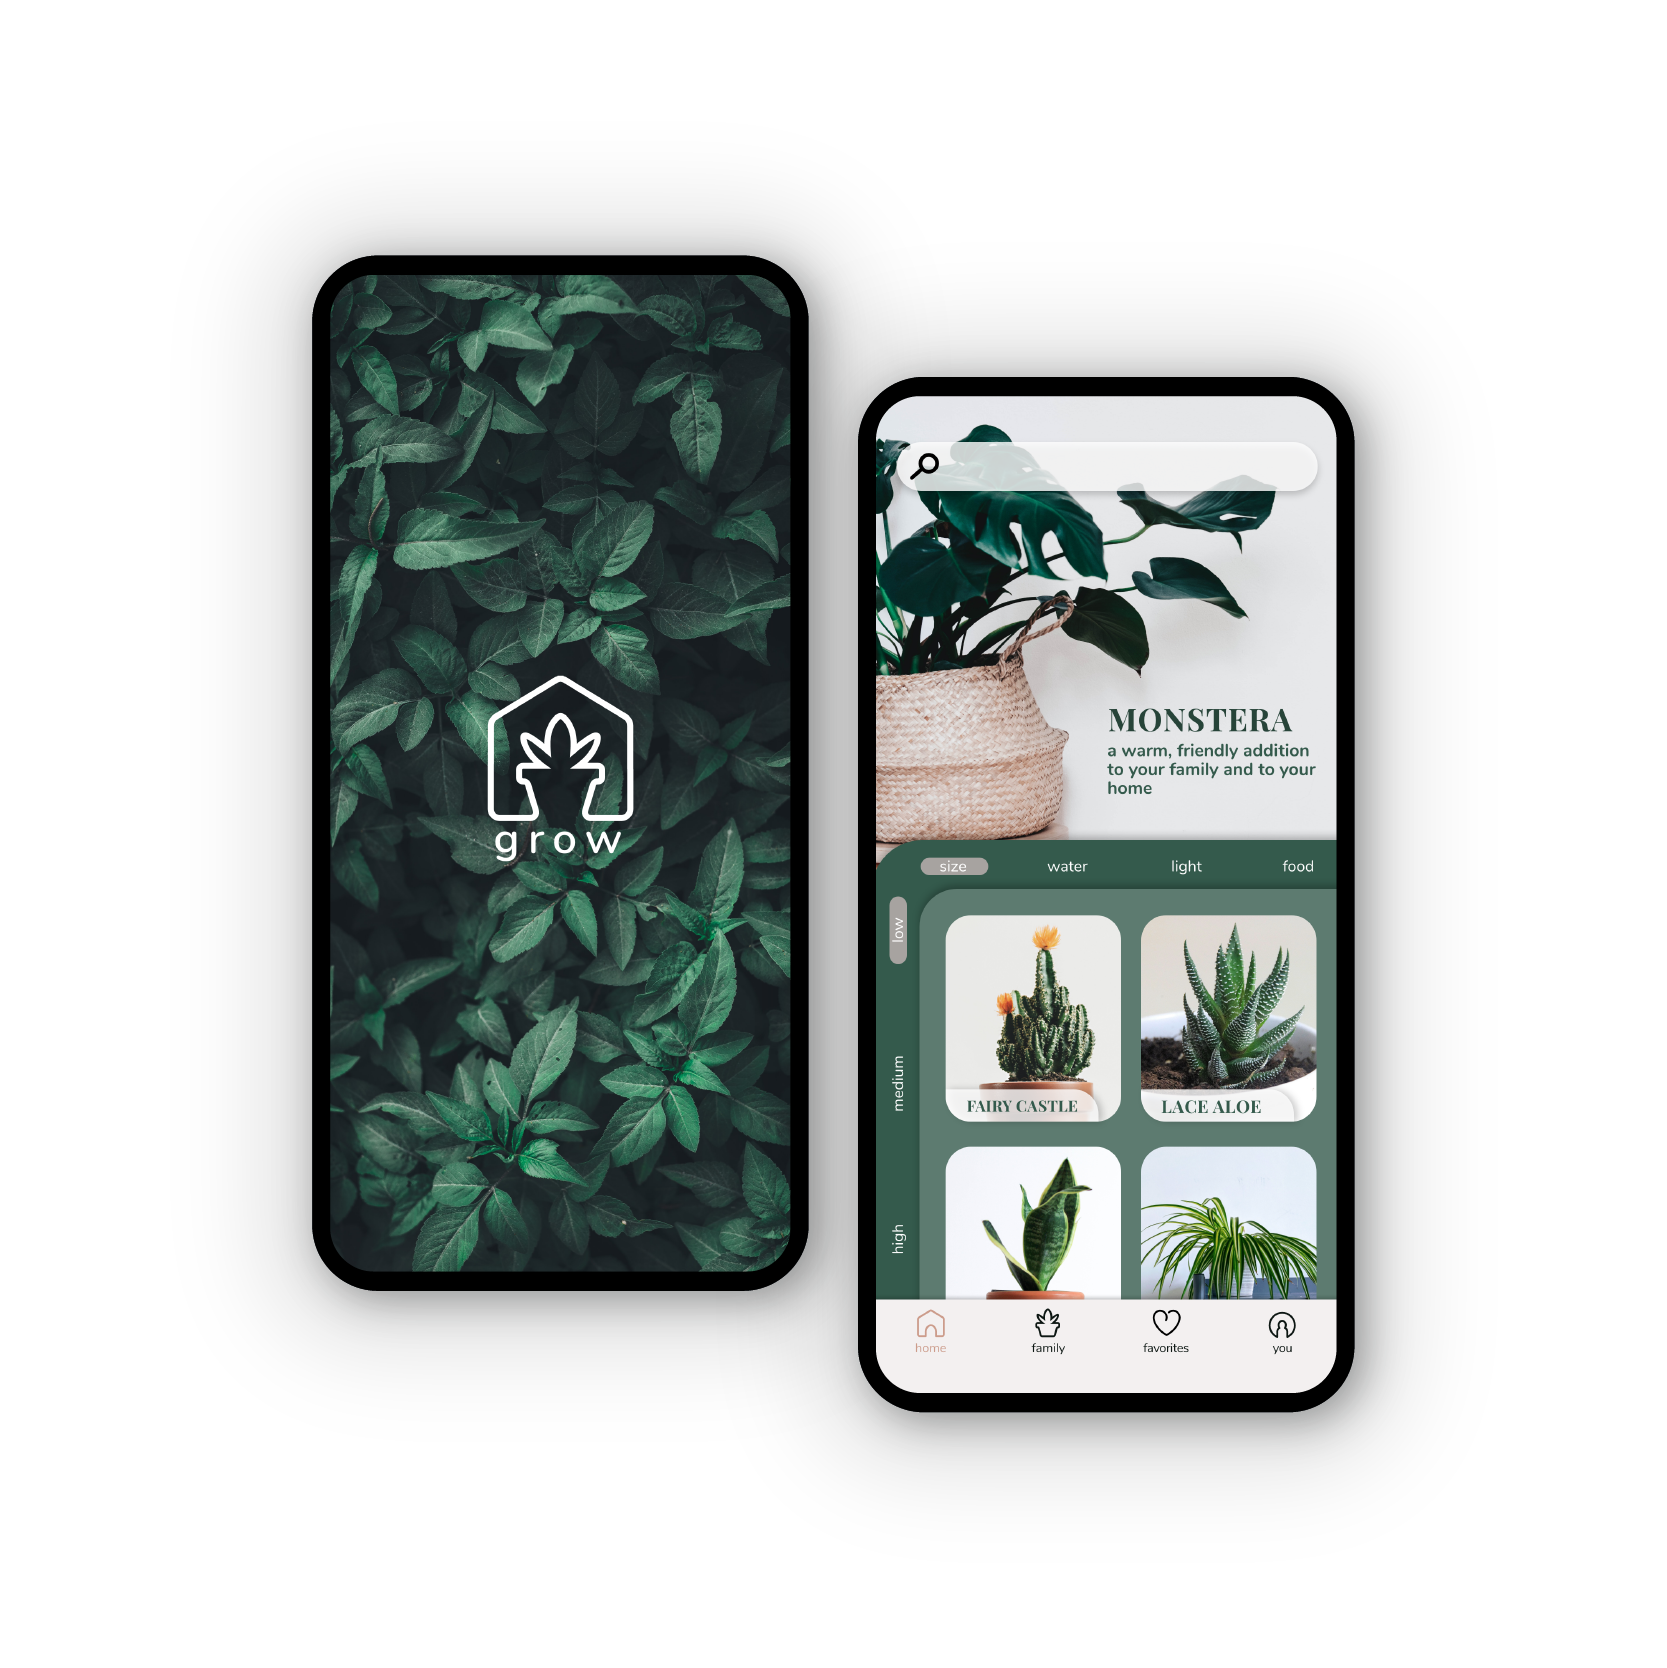 grow
MONSTERA
a warm, friendly addition
to your family and to your
home
size water light food
low
medium
high
FAIRY CASTLE LACE ALOE
home family favorites you